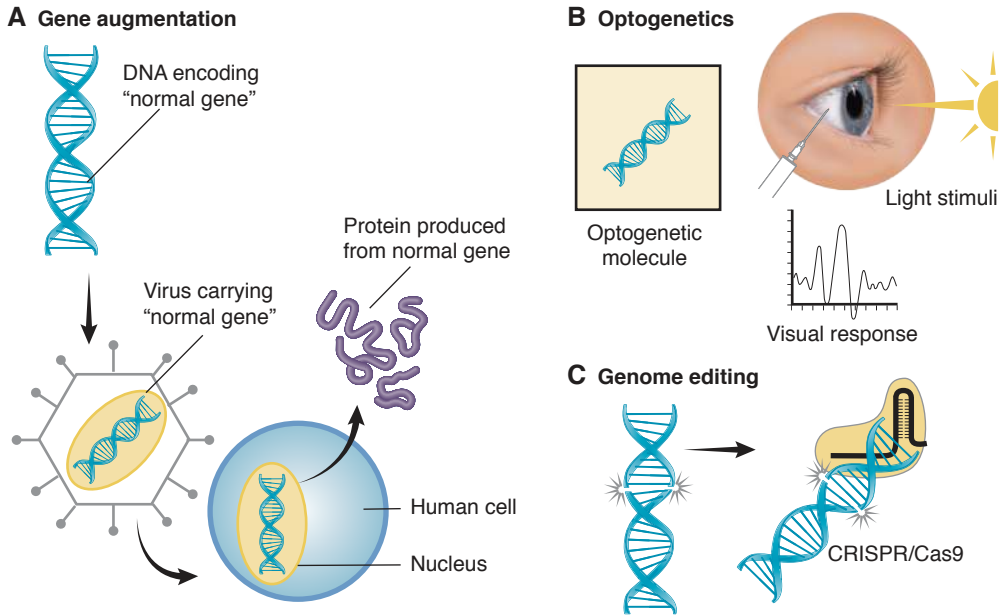 A Gene augmentation
DNA encoding
“normal gene”
Virus carrying
“normal gene”
Protein produced
from normal gene
Human cell
Nucleus
B Optogenetics
Optogenetic
molecule
Light stimuli
Visual response
C Genome editing
CRISPR/Cas9